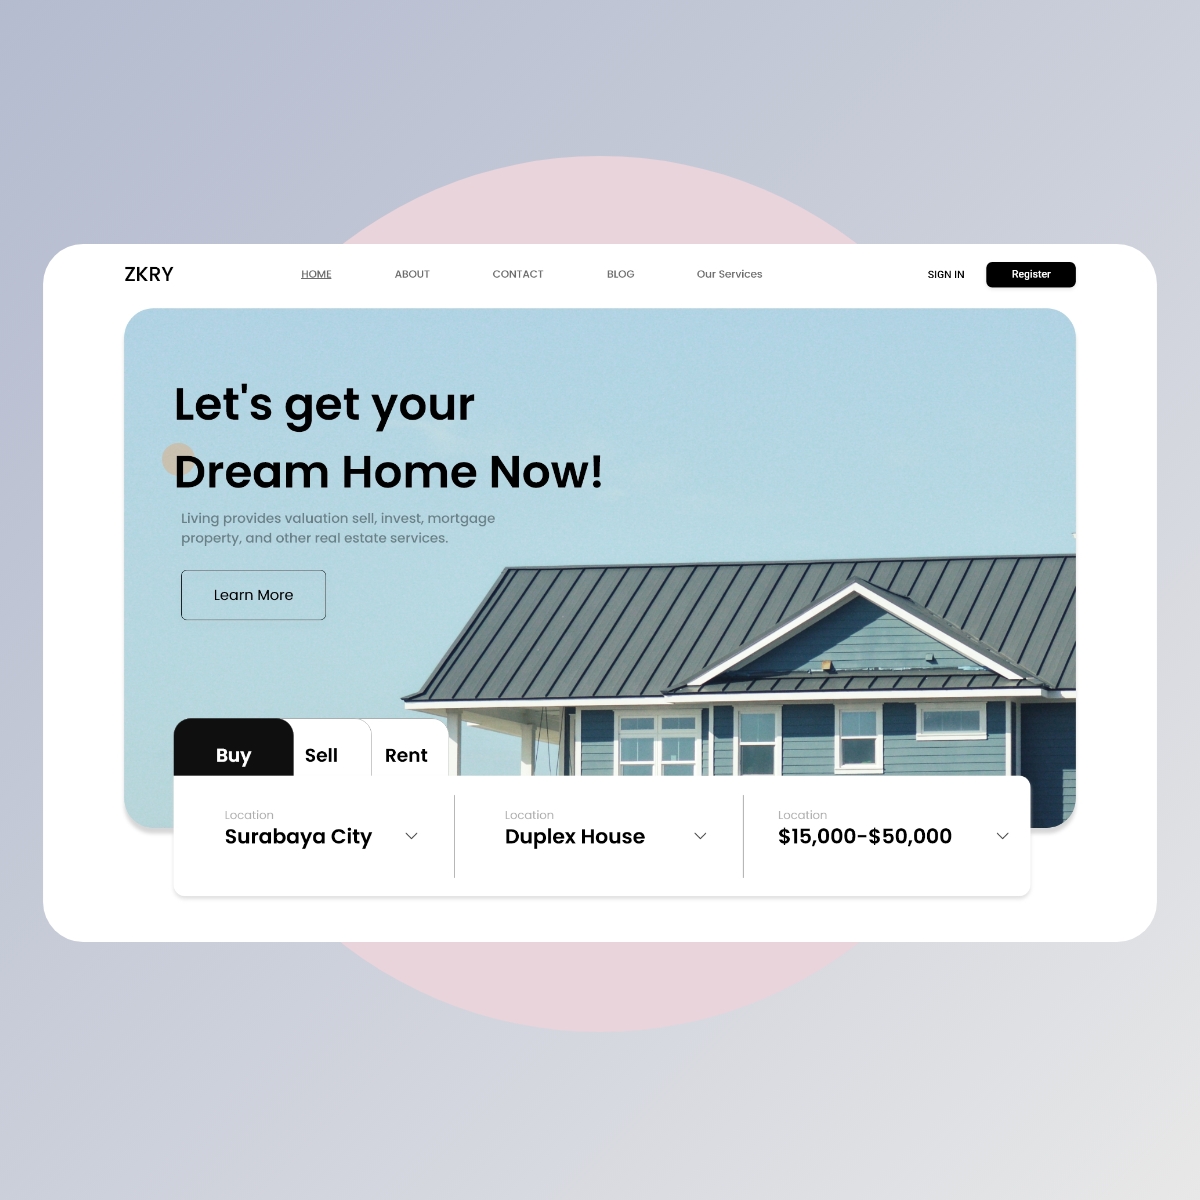 ZKRY
HOME
ABOUT
CONTACT
BLOG
Our Services
SIGN IN
Register
Let's get your
Dream Home Now!
Living provides valuation sell, invest, mortgage
property, and other real estate services.
Learn More
Buy
Sell
Rent
Location
Surabaya City
Location
Duplex House
Location
$15,000-$50,000